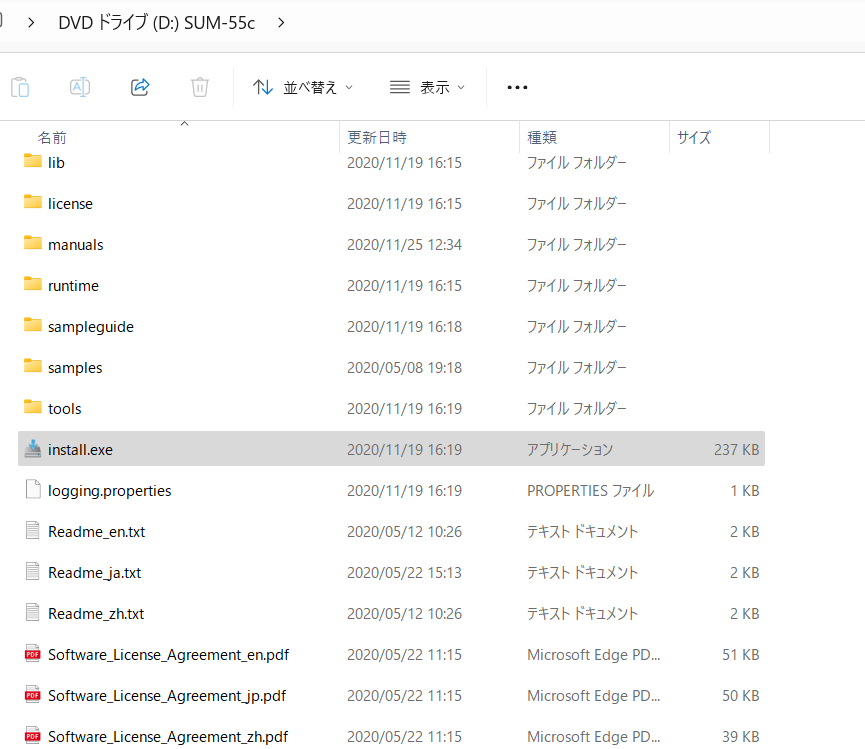 DVD ドライブ (D:) SUM-55c
並べ替え 表示
名前 更新日時 種類 サイズ
lib 2020/11/19 16:15 ファイル フォルダー
license 2020/11/19 16:15 ファイル フォルダー
manuals 2020/11/25 12:34 ファイル フォルダー
runtime 2020/11/19 16:15 ファイル フォルダー
sampleguide 2020/11/19 16:18 ファイル フォルダー
samples 2020/05/08 19:18 ファイル フォルダー
tools 2020/11/19 16:19 ファイル フォルダー
install.exe 2020/11/19 16:19 アプリケーション 237 KB
logging.properties 2020/11/19 16:19 PROPERTIES ファイル 1 KB
Readme_en.txt 2020/05/12 10:26 テキスト ドキュメント 2 KB
Readme_ja.txt 2020/05/22 15:13 テキスト ドキュメント 2 KB
Readme_zh.txt 2020/05/12 10:26 テキスト ドキュメント 2 KB
Software_License_Agreement_en.pdf 2020/05/22 11:15 Microsoft Edge PD... 51 KB
Software_License_Agreement_jp.pdf 2020/05/22 11:15 Microsoft Edge PD... 50 KB
Software_License_Agreement_zh.pdf 2020/05/22 11:15 Microsoft Edge PD... 39 KB